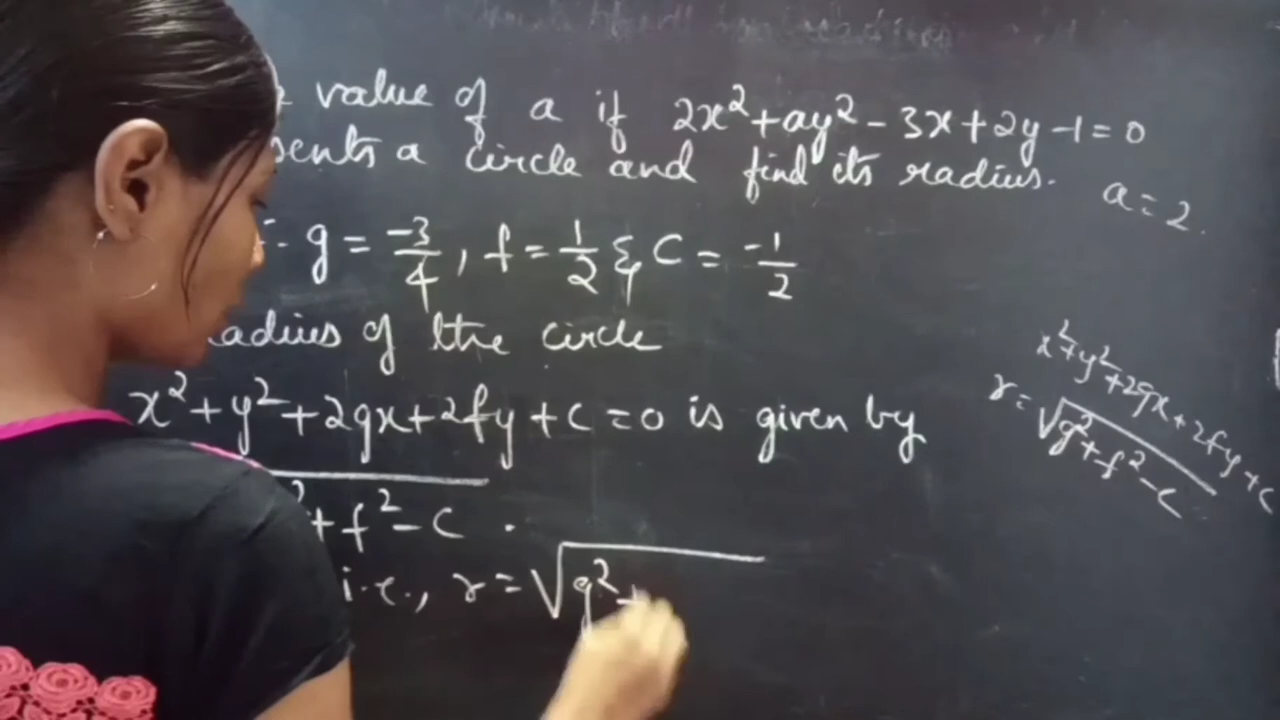 value of a if 2x²+ay²-3x+2y-1=0
sents a circle and find its radius.
a=2.
g = -3/4, f = 1/2 & C = -1/2
adius of the circle
x²+y²+2gx+2fy+c=0 is given by
²+f²-c.
i.e., r=√g²+
x²+y²+2gx+2fy+c
r=√g²+f²-c